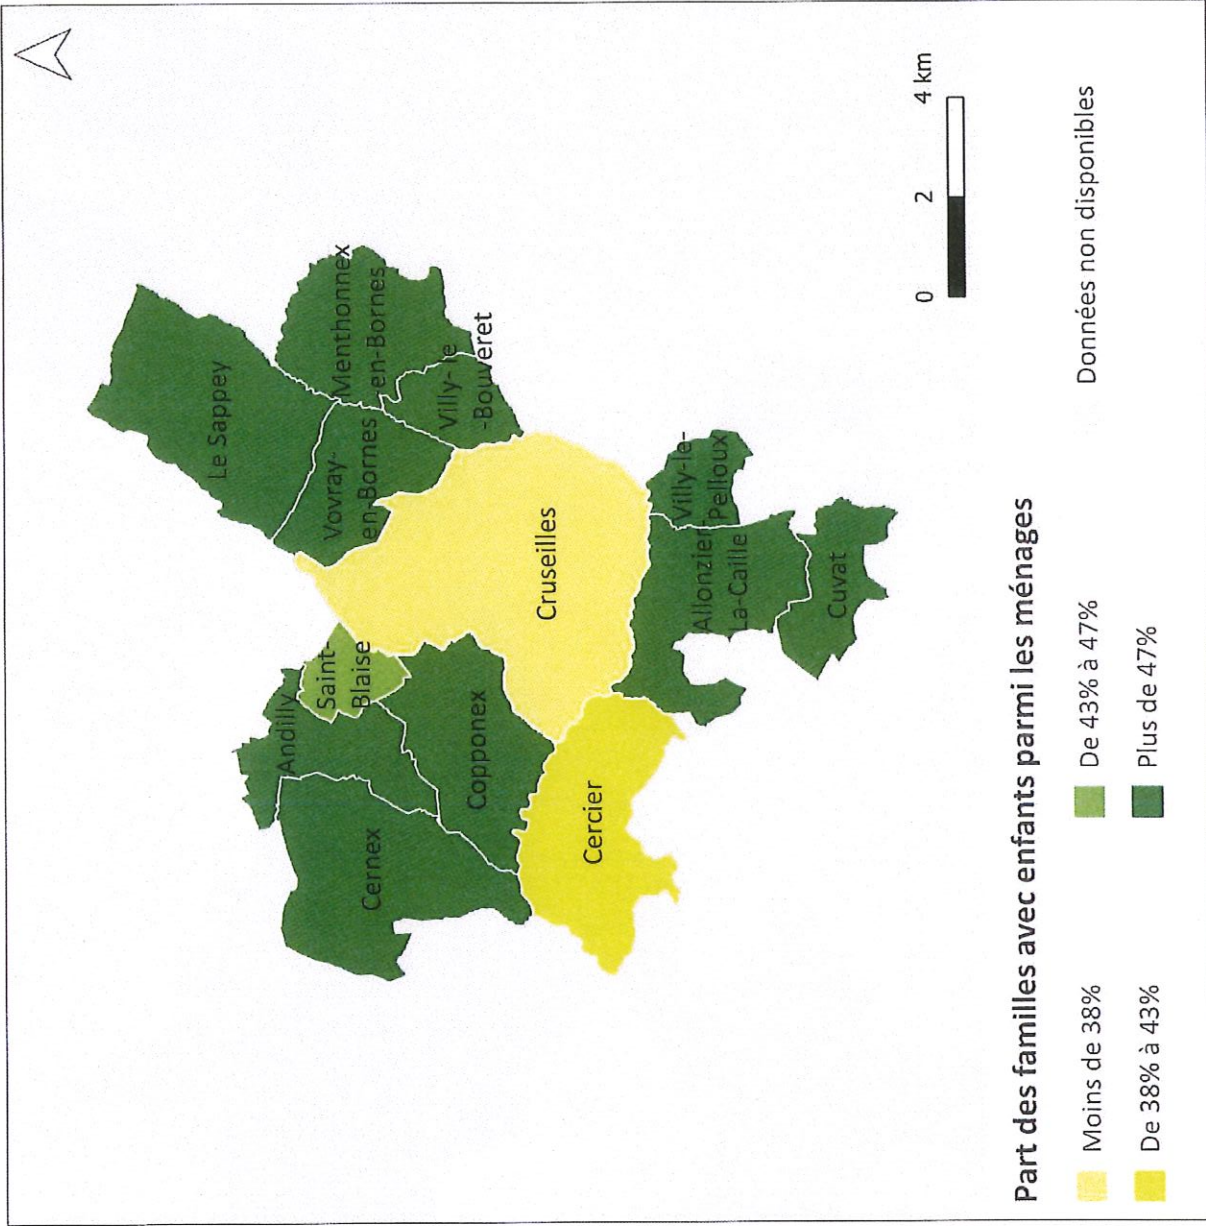 Le Sappey
Andilly
Saint-
Blaise
Vovray-
en-Bornes
Menthonnex
en-Bornes
Cernex
Villy-le
-Bouveret
Copponex
Cruseilles
Cercier
Villy-le-
Pelloux
Allonzier
La-Caille
Cuvat
0 2 4 km
Part des familles avec enfants parmi les ménages
Moins de 38% De 43% à 47% Données non disponibles
De 38% à 43% Plus de 47%